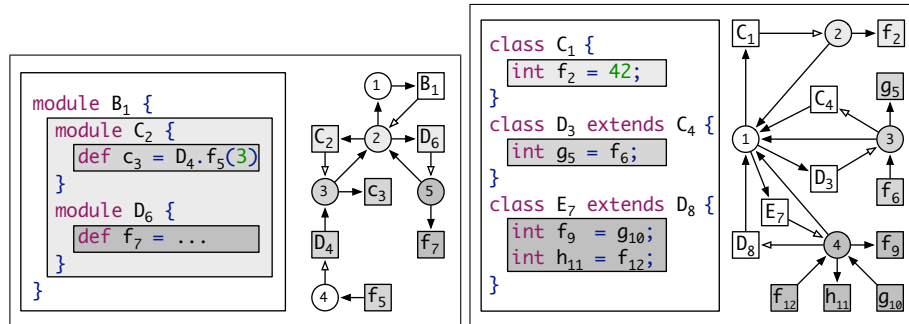 module B₁ {
module C₂ {
def c₃ = D₄.f₅(3)
}
module D₆ {
def f₇ = ...
}
}
1 B₁
C₂ 2 D₆
3 c₃ 5
D₄ f₇
4 f₅
class C₁ {
int f₂ = 42;
}
class D₃ extends C₄ {
int g₅ = f₆;
}
class E₇ extends D₈ {
int f₉ = g₁₀;
int h₁₁ = f₁₂;
}
C₁ 2 f₂
g₅
C₄
1 3
D₃
f₆
E₇
D₈ 4 f₉
f₁₂ h₁₁ g₁₀